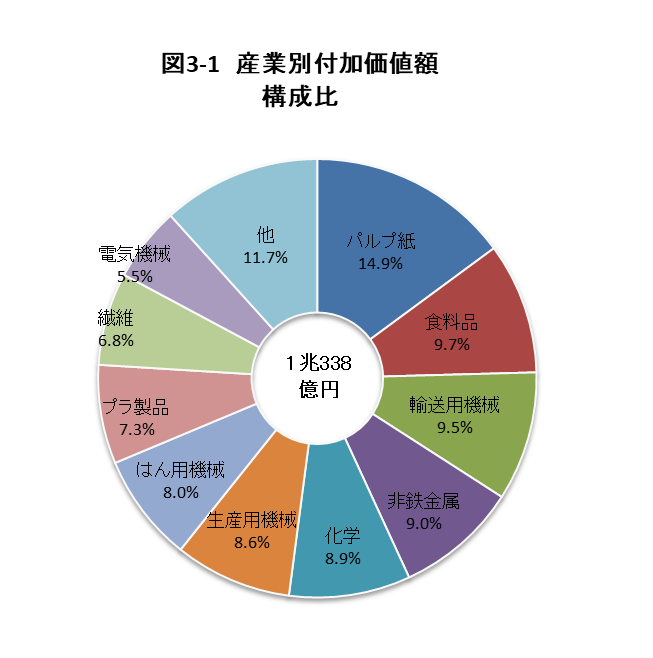 図3-1 産業別付加価値額
構成比
パルプ紙
14.9%
食料品
9.7%
輸送用機械
9.5%
非鉄金属
9.0%
化学
8.9%
生産用機械
8.6%
はん用機械
8.0%
プラ製品
7.3%
繊維
6.8%
電気機械
5.5%
他
11.7%
1兆338
億円